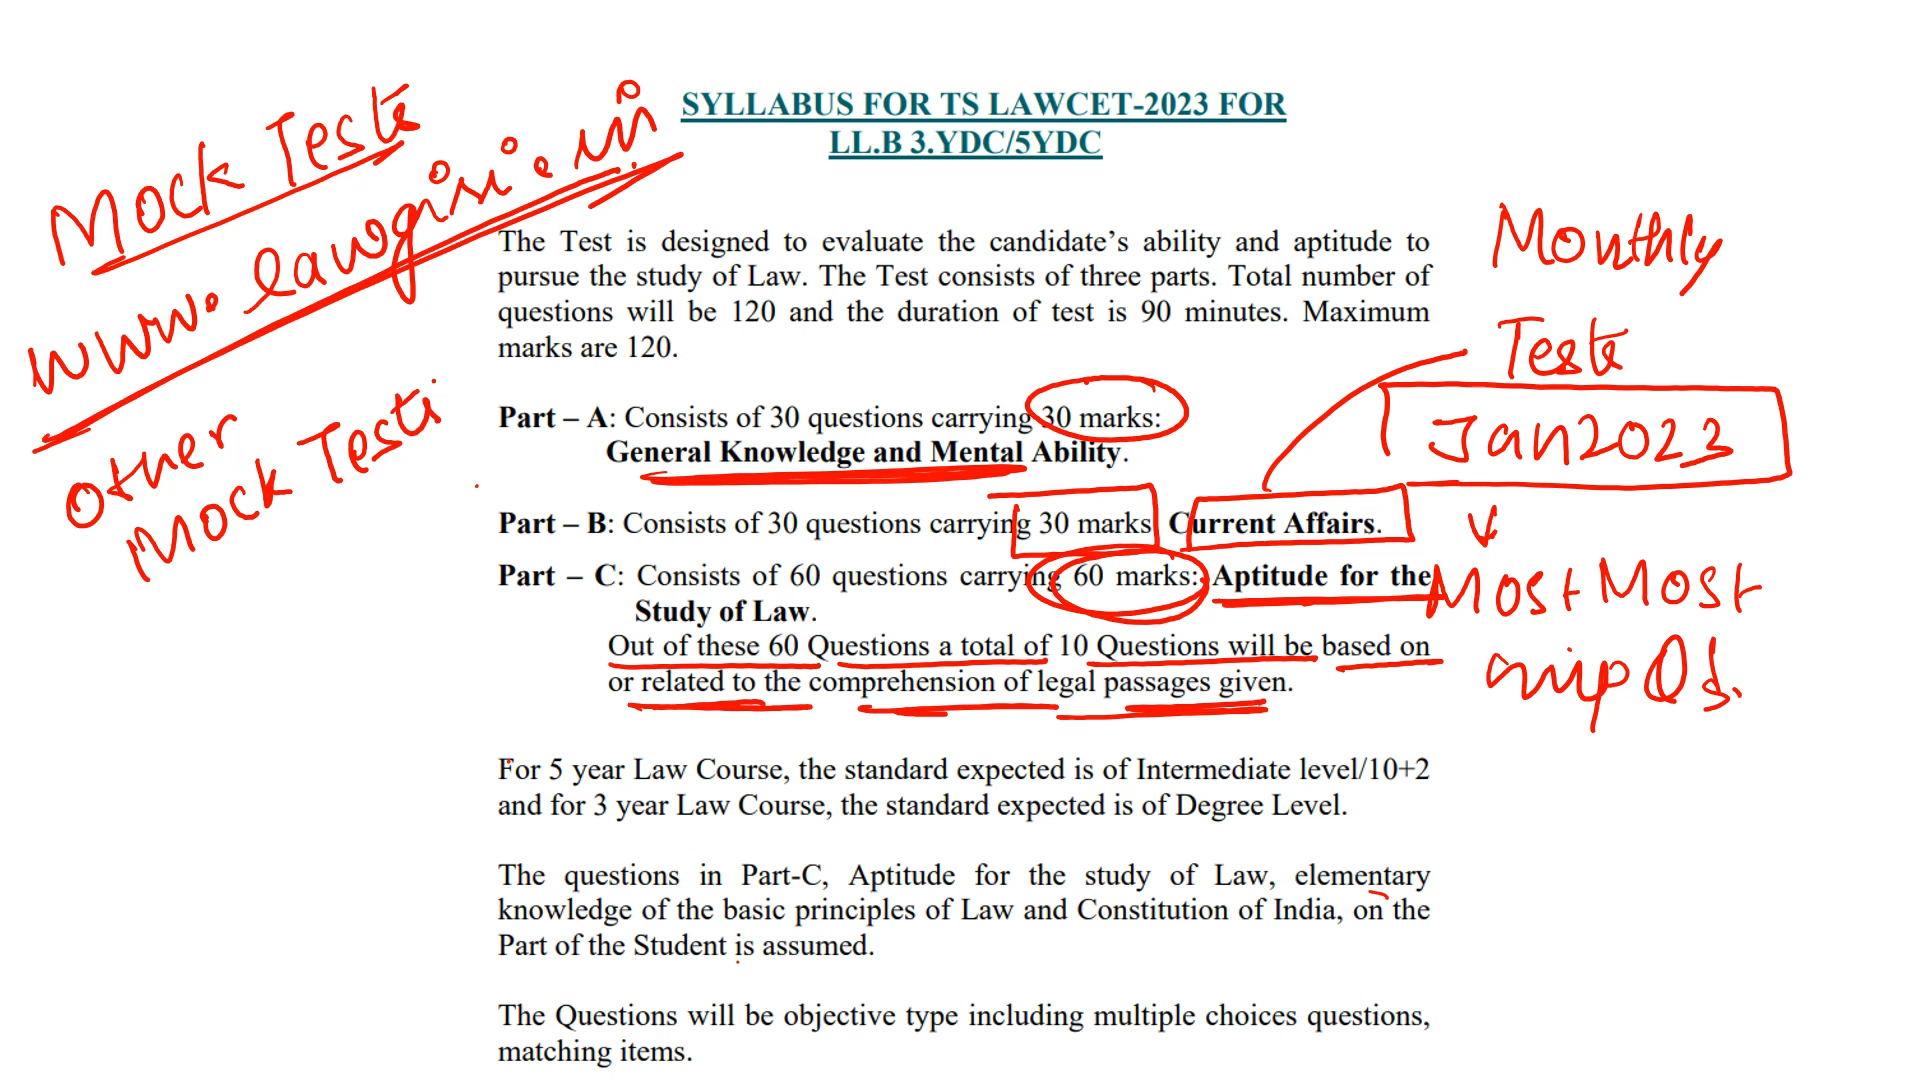 SYLLABUS FOR TS LAWCET-2023 FOR
LL.B 3.YDC/5YDC
Mock Tests
www.lawgisi.in
Other
Mock Tests
The Test is designed to evaluate the candidate’s ability and aptitude to
pursue the study of Law. The Test consists of three parts. Total number of
questions will be 120 and the duration of test is 90 minutes. Maximum
marks are 120.
Part – A: Consists of 30 questions carrying 30 marks:
General Knowledge and Mental Ability.
Part – B: Consists of 30 questions carrying 30 marks Current Affairs.
Part – C: Consists of 60 questions carrying 60 marks: Aptitude for the
Study of Law.
Out of these 60 Questions a total of 10 Questions will be based on
or related to the comprehension of legal passages given.
Monthly
Tests
Jan2023
Most Most
imp Qs.
For 5 year Law Course, the standard expected is of Intermediate level/10+2
and for 3 year Law Course, the standard expected is of Degree Level.
The questions in Part-C, Aptitude for the study of Law, elementary
knowledge of the basic principles of Law and Constitution of India, on the
Part of the Student is assumed.
The Questions will be objective type including multiple choices questions,
matching items.